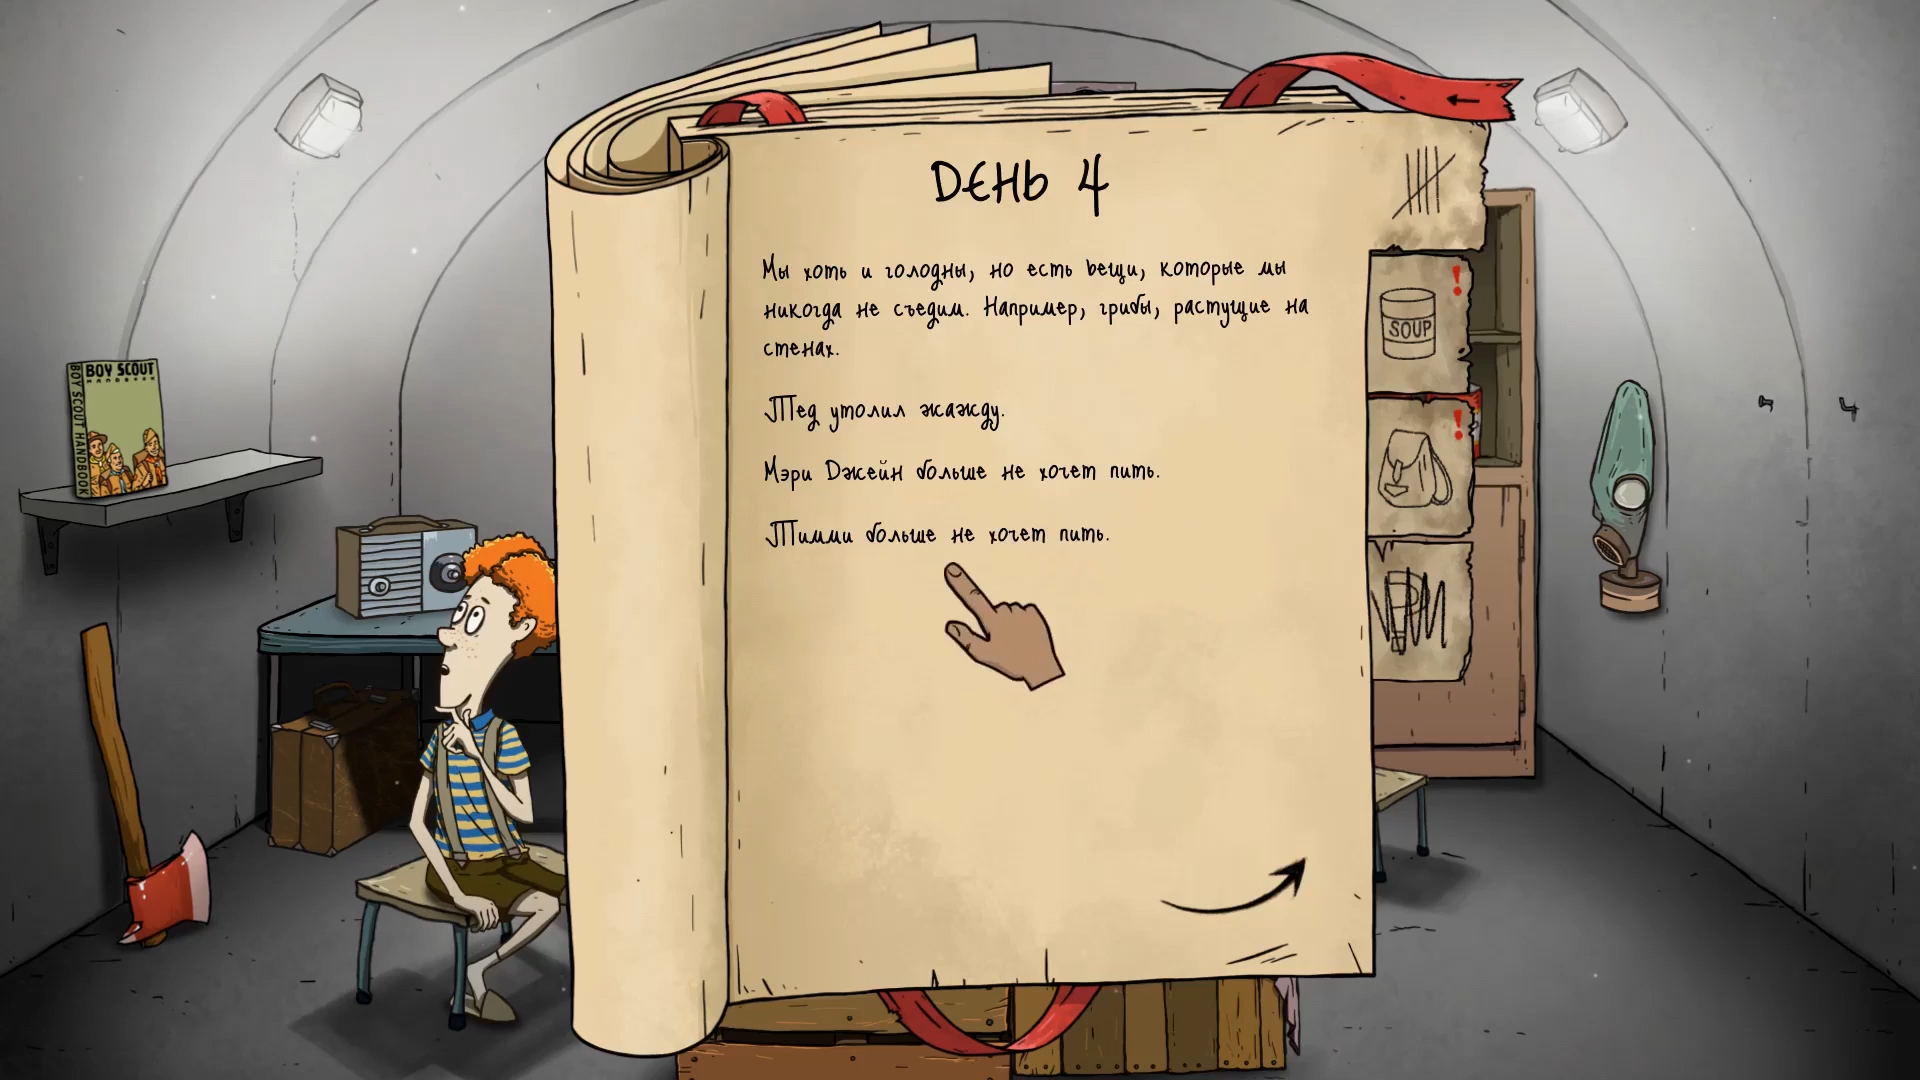 ДЕНЬ 4
Мы хоть и голодны, но есть вещи, которые мы
никогда не съедим. Например, грибы, растущие на
стенах.
Тед утолил жажду.
Мэри Джейн больше не хочет пить.
Тимми больше не хочет пить.
!
SOUP
!
BOY SCOUT
HANDBOOK
BOY SCOUT HANDBOOK